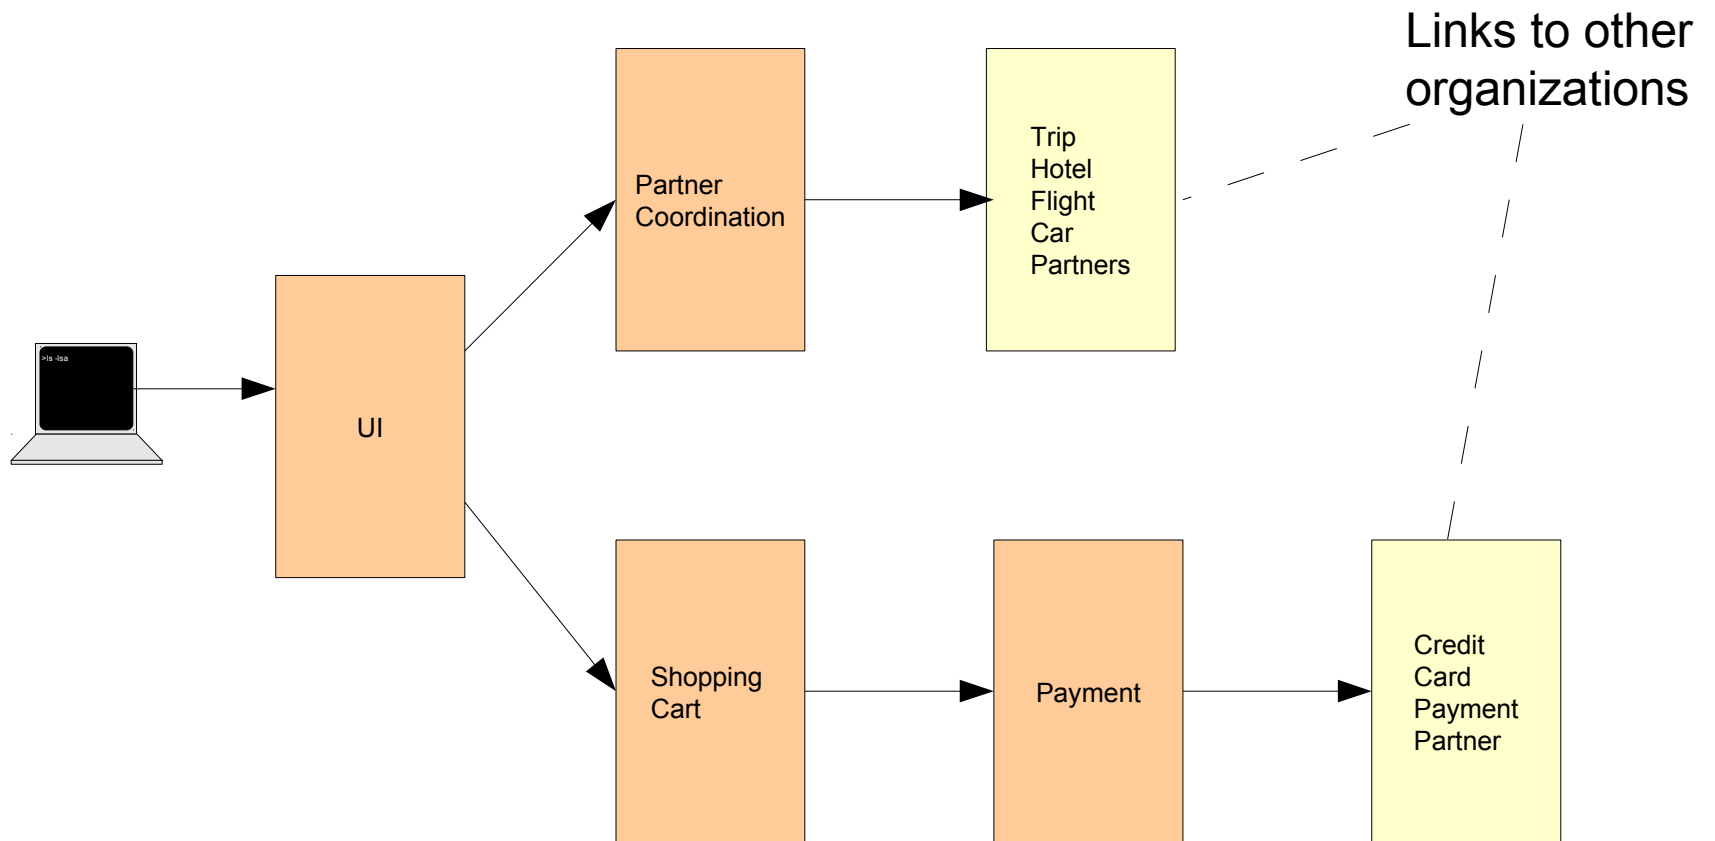 Links to other
organizations
Partner
Coordination
Trip
Hotel
Flight
Car
Partners
>ls -lsa
UI
Shopping
Cart
Payment
Credit
Card
Payment
Partner